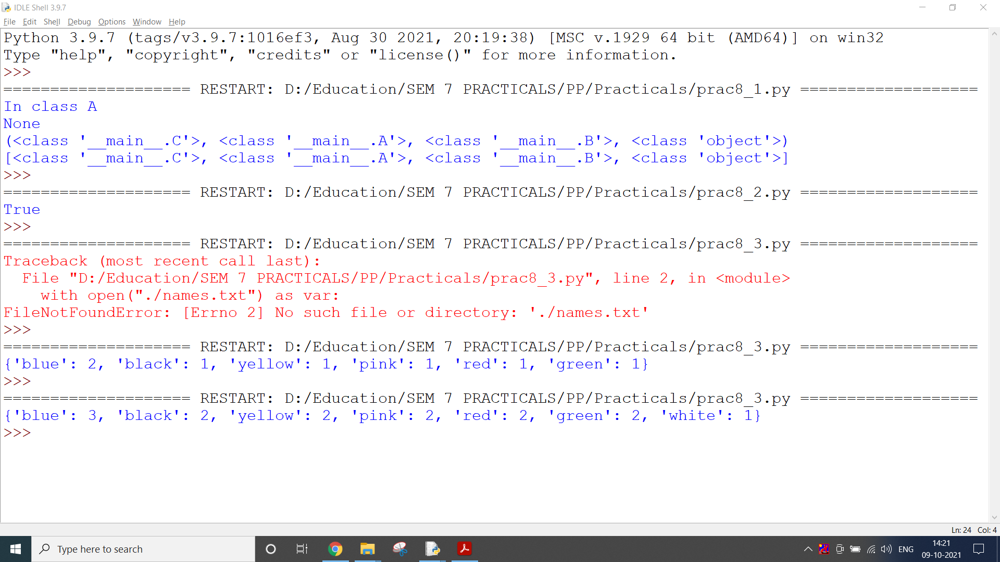 IDLE Shell 3.9.7
File Edit Shell Debug Options Window Help
Python 3.9.7 (tags/v3.9.7:1016ef3, Aug 30 2021, 20:19:38) [MSC v.1929 64 bit (AMD64)] on win32
Type "help", "copyright", "credits" or "license()" for more information.
>>>
==================== RESTART: D:/Education/SEM 7 PRACTICALS/PP/Practicals/prac8_1.py ===================
In class A
None
(<class '__main__.C'>, <class '__main__.A'>, <class '__main__.B'>, <class 'object'>)
[<class '__main__.C'>, <class '__main__.A'>, <class '__main__.B'>, <class 'object'>]
>>>
==================== RESTART: D:/Education/SEM 7 PRACTICALS/PP/Practicals/prac8_2.py ===================
True
>>>
==================== RESTART: D:/Education/SEM 7 PRACTICALS/PP/Practicals/prac8_3.py ===================
Traceback (most recent call last):
  File "D:/Education/SEM 7 PRACTICALS/PP/Practicals/prac8_3.py", line 2, in <module>
    with open("./names.txt") as var:
FileNotFoundError: [Errno 2] No such file or directory: './names.txt'
>>>
==================== RESTART: D:/Education/SEM 7 PRACTICALS/PP/Practicals/prac8_3.py ===================
{'blue': 2, 'black': 1, 'yellow': 1, 'pink': 1, 'red': 1, 'green': 1}
>>>
==================== RESTART: D:/Education/SEM 7 PRACTICALS/PP/Practicals/prac8_3.py ===================
{'blue': 3, 'black': 2, 'yellow': 2, 'pink': 2, 'red': 2, 'green': 2, 'white': 1}
>>>
Ln: 24 Col: 4
Type here to search
ENG
14:21
09-10-2021